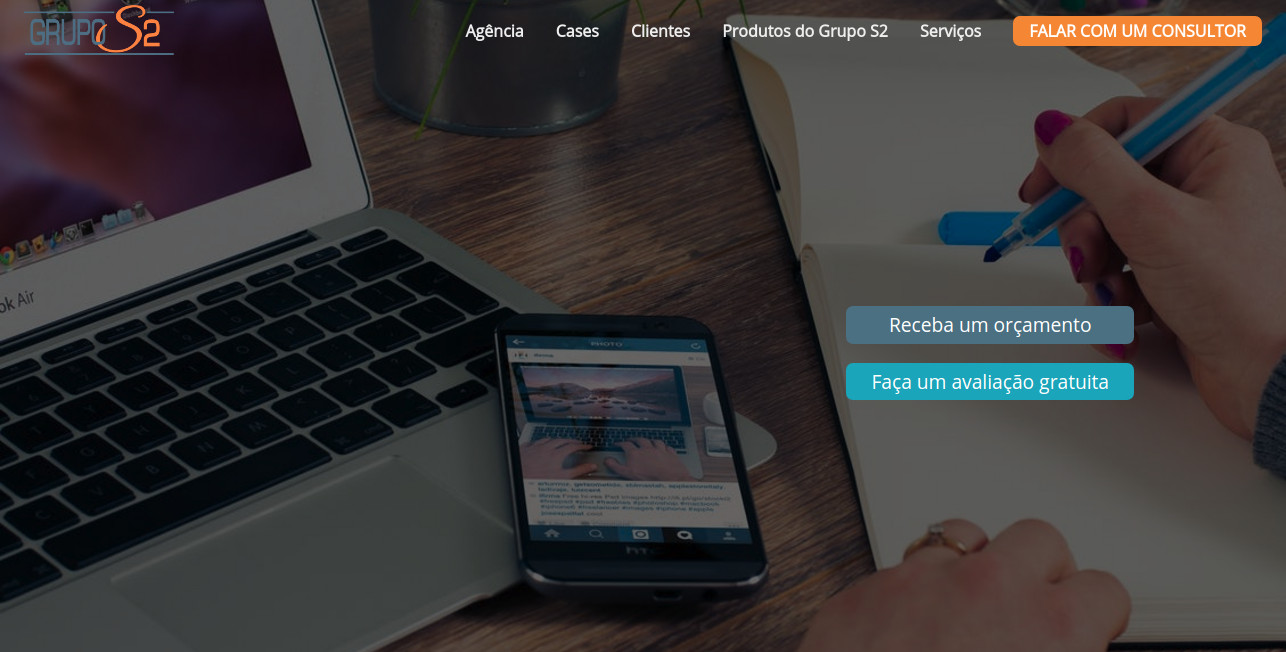 GRUPO S2
Agência
Cases
Clientes
Produtos do Grupo S2
Serviços
FALAR COM UM CONSULTOR
Receba um orçamento
Faça um avaliação gratuita
ok Air
PHOTO